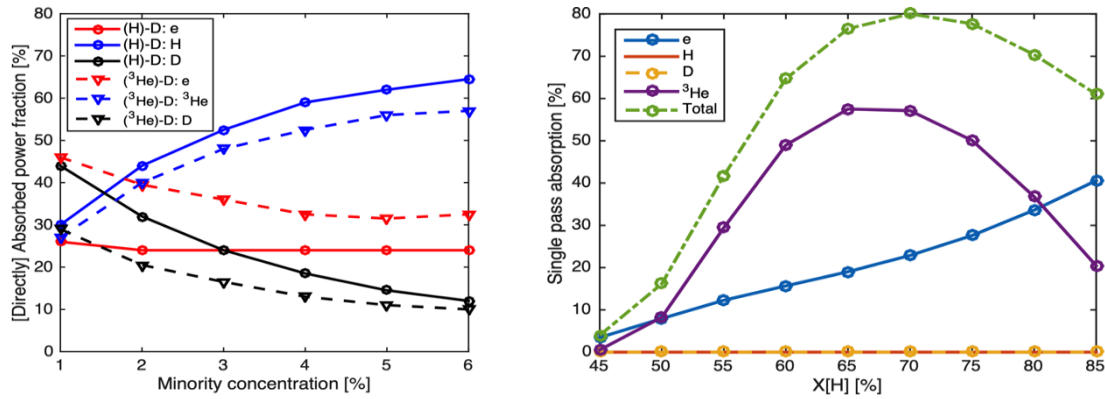 [Directly] Absorbed power fraction [%]
80
70
60
50
40
30
20
10
0
(H)-D: e
(H)-D: H
(H)-D: D
(³He)-D: e
(³He)-D: ³He
(³He)-D: D
1 2 3 4 5 6
Minority concentration [%]
Single pass absorption [%]
80
70
60
50
40
30
20
10
0
e
H
D
³He
Total
45 50 55 60 65 70 75 80 85
X[H] [%]